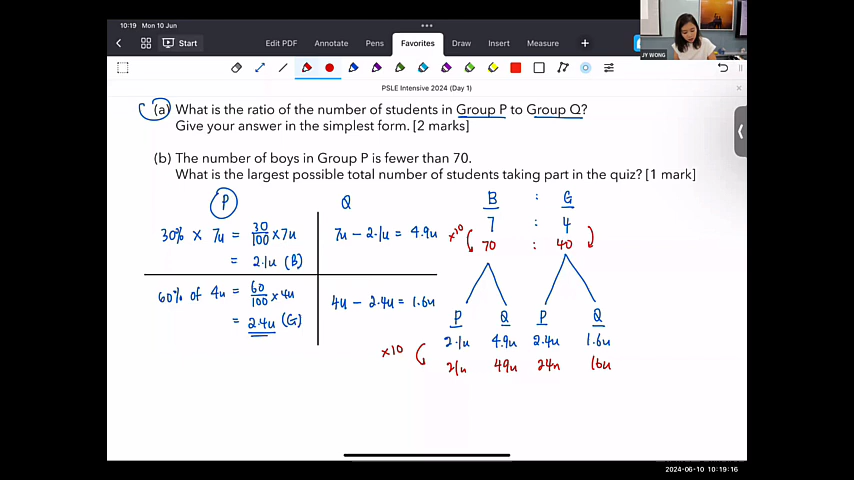 10:19 Mon 10 Jun
Start
Edit PDF Annotate Pens Favorites Draw Insert Measure
JY WONG
PSLE Intensive 2024 (Day 1)
(a) What is the ratio of the number of students in Group P to Group Q?
Give your answer in the simplest form. [2 marks]
(b) The number of boys in Group P is fewer than 70.
What is the largest possible total number of students taking part in the quiz? [1 mark]
P Q
30% × 7u = 30/100 × 7u
= 2.1u (B)
7u - 2.1u = 4.9u
60% of 4u = 60/100 × 4u
= 2.4u (G)
4u - 2.4u = 1.6u
B : G
7 : 4
×10 70 : 40
P Q P Q
2.1u 4.9u 2.4u 1.6u
×10 21u 49u 24u 16u
2024-06-10 10:19:16